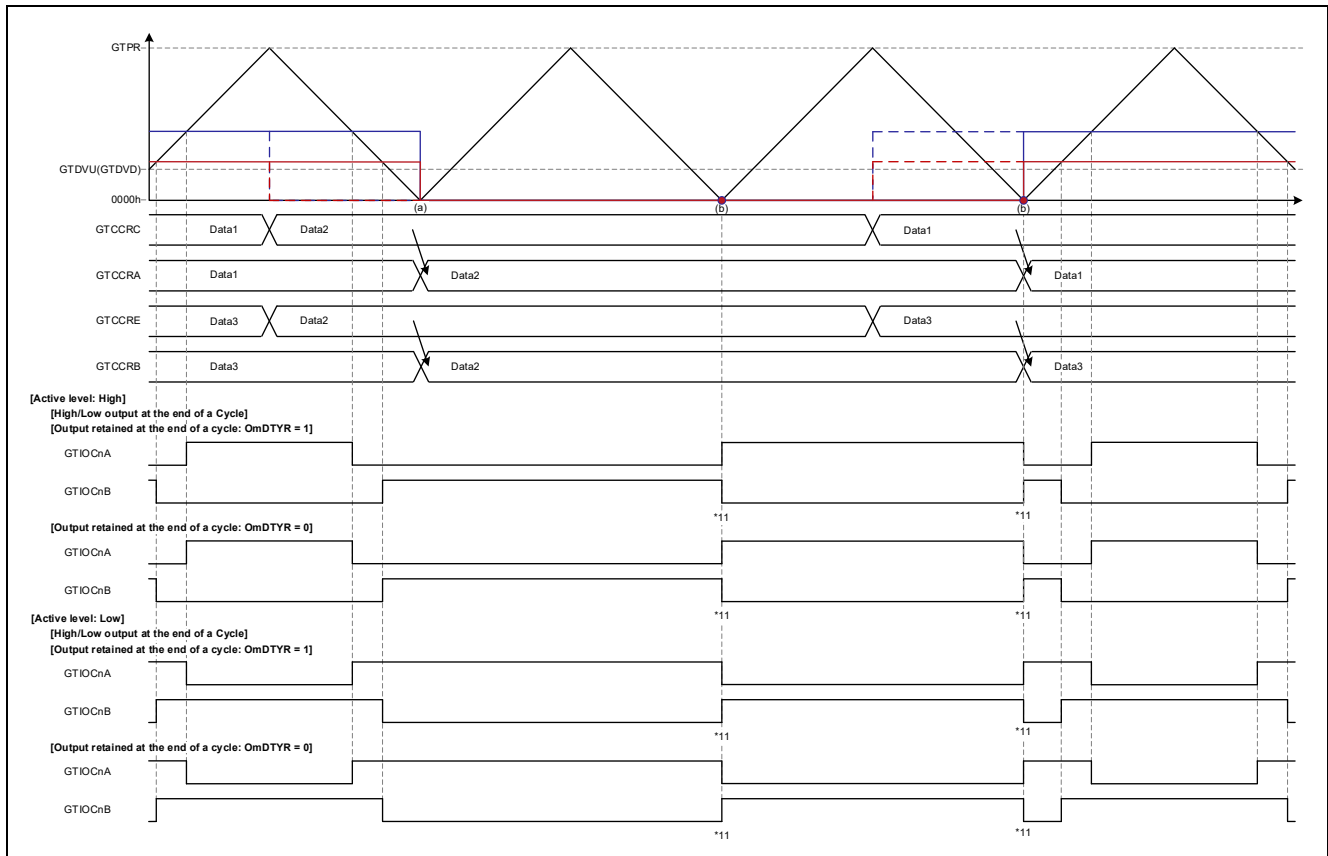 GTPR
GTDVU(GTDVD)
0000h
(a)
(b)
(b)
GTCCRC
Data1
Data2
Data1
GTCCRA
Data1
Data2
Data1
GTCCRE
Data3
Data2
Data3
GTCCRB
Data3
Data2
Data3
[Active level: High]
[High/Low output at the end of a Cycle]
[Output retained at the end of a cycle: OmDTYR = 1]
GTIOCnA
GTIOCnB
*11
*11
[Output retained at the end of a cycle: OmDTYR = 0]
GTIOCnA
GTIOCnB
*11
*11
[Active level: Low]
[High/Low output at the end of a Cycle]
[Output retained at the end of a cycle: OmDTYR = 1]
GTIOCnA
GTIOCnB
*11
*11
[Output retained at the end of a cycle: OmDTYR = 0]
GTIOCnA
GTIOCnB
*11
*11